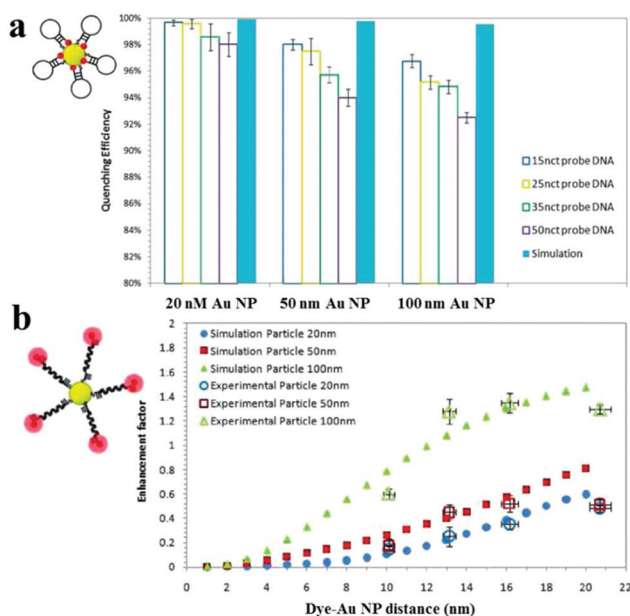 a
100%
98%
96%
94%
92%
90%
88%
86%
84%
82%
80%
Quenching Efficiency
15nct probe DNA
25nct probe DNA
35nct probe DNA
50nct probe DNA
Simulation
20 nM Au NP
50 nm Au NP
100 nm Au NP
b
2
1.8
1.6
1.4
1.2
1
0.8
0.6
0.4
0.2
0
Enhancement factor
Simulation Particle 20nm
Simulation Particle 50nm
Simulation Particle 100nm
Experimental Particle 20nm
Experimental Particle 50nm
Experimental Particle 100nm
0 2 4 6 8 10 12 14 16 18 20 22
Dye-Au NP distance (nm)